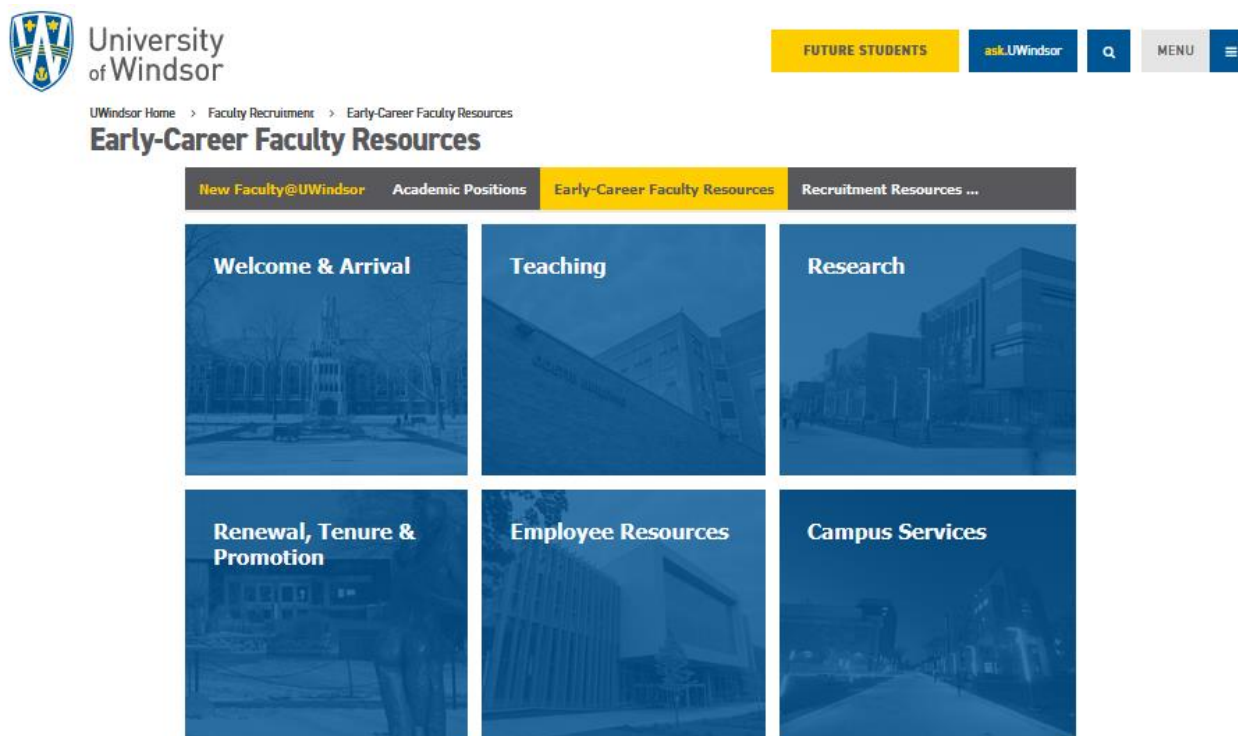 University
of Windsor
FUTURE STUDENTS
ask.UWindsor
MENU
UWindsor Home > Faculty Recruitment > Early-Career Faculty Resources
Early-Career Faculty Resources
New Faculty@UWindsor Academic Positions Early-Career Faculty Resources Recruitment Resources ...
Welcome & Arrival
Teaching
Research
Renewal, Tenure &
Promotion
Employee Resources
Campus Services